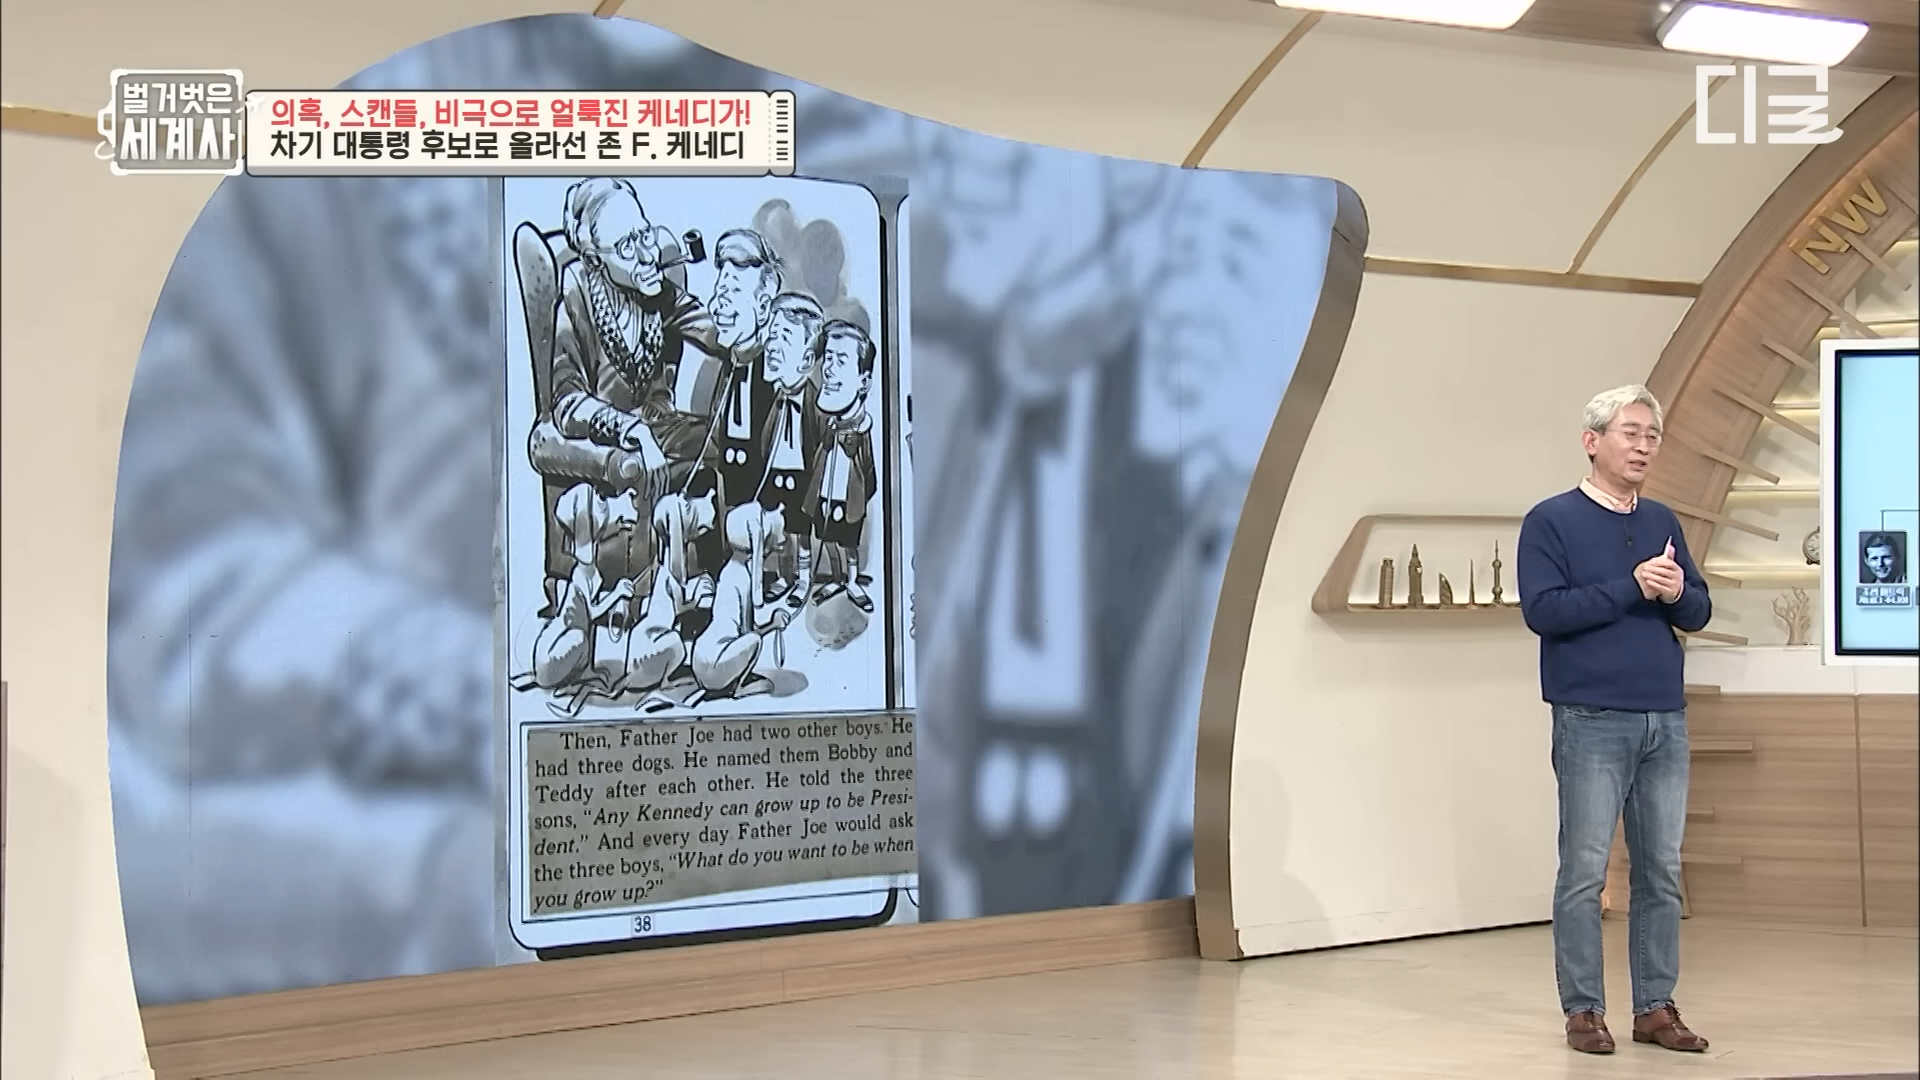 벌거벗은
세계사
의혹, 스캔들, 비극으로 얼룩진 케네디가!
차기 대통령 후보로 올라선 존 F. 케네디
디글
NW
Then, Father Joe had two other boys. He
had three dogs. He named them Bobby and
Teddy after each other. He told the three
sons, "Any Kennedy can grow up to be Presi-
dent." And every day Father Joe would ask
the three boys, "What do you want to be when
you grow up?"
38